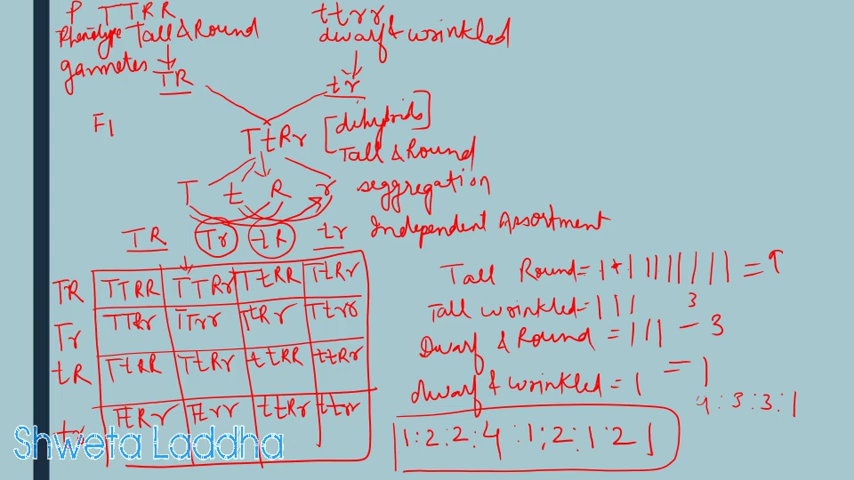 P TTRR ttrr
Phenotype Tall & Round dwarf & wrinkled
gametes TR tr
F1 TtRr [dihybrids]
Tall & Round
T t R r seggregation
TR Tr tR tr Independent Assortment
TR TTRR TTRr TtRR TtRr
Tr TTRr TTrr TtRr Ttrr
tR TtRR TtRr ttRR ttRr
tr TtRr Ttrr ttRr ttrr
Tall Round = 1+1 |||||||| = 9
Tall wrinkled = ||| 3
Dwarf & Round = ||| - 3
dwarf & wrinkled = 1 = 1
9:3:3:1
1:2:2:4:1;2:1:2]
Shweta Laddha